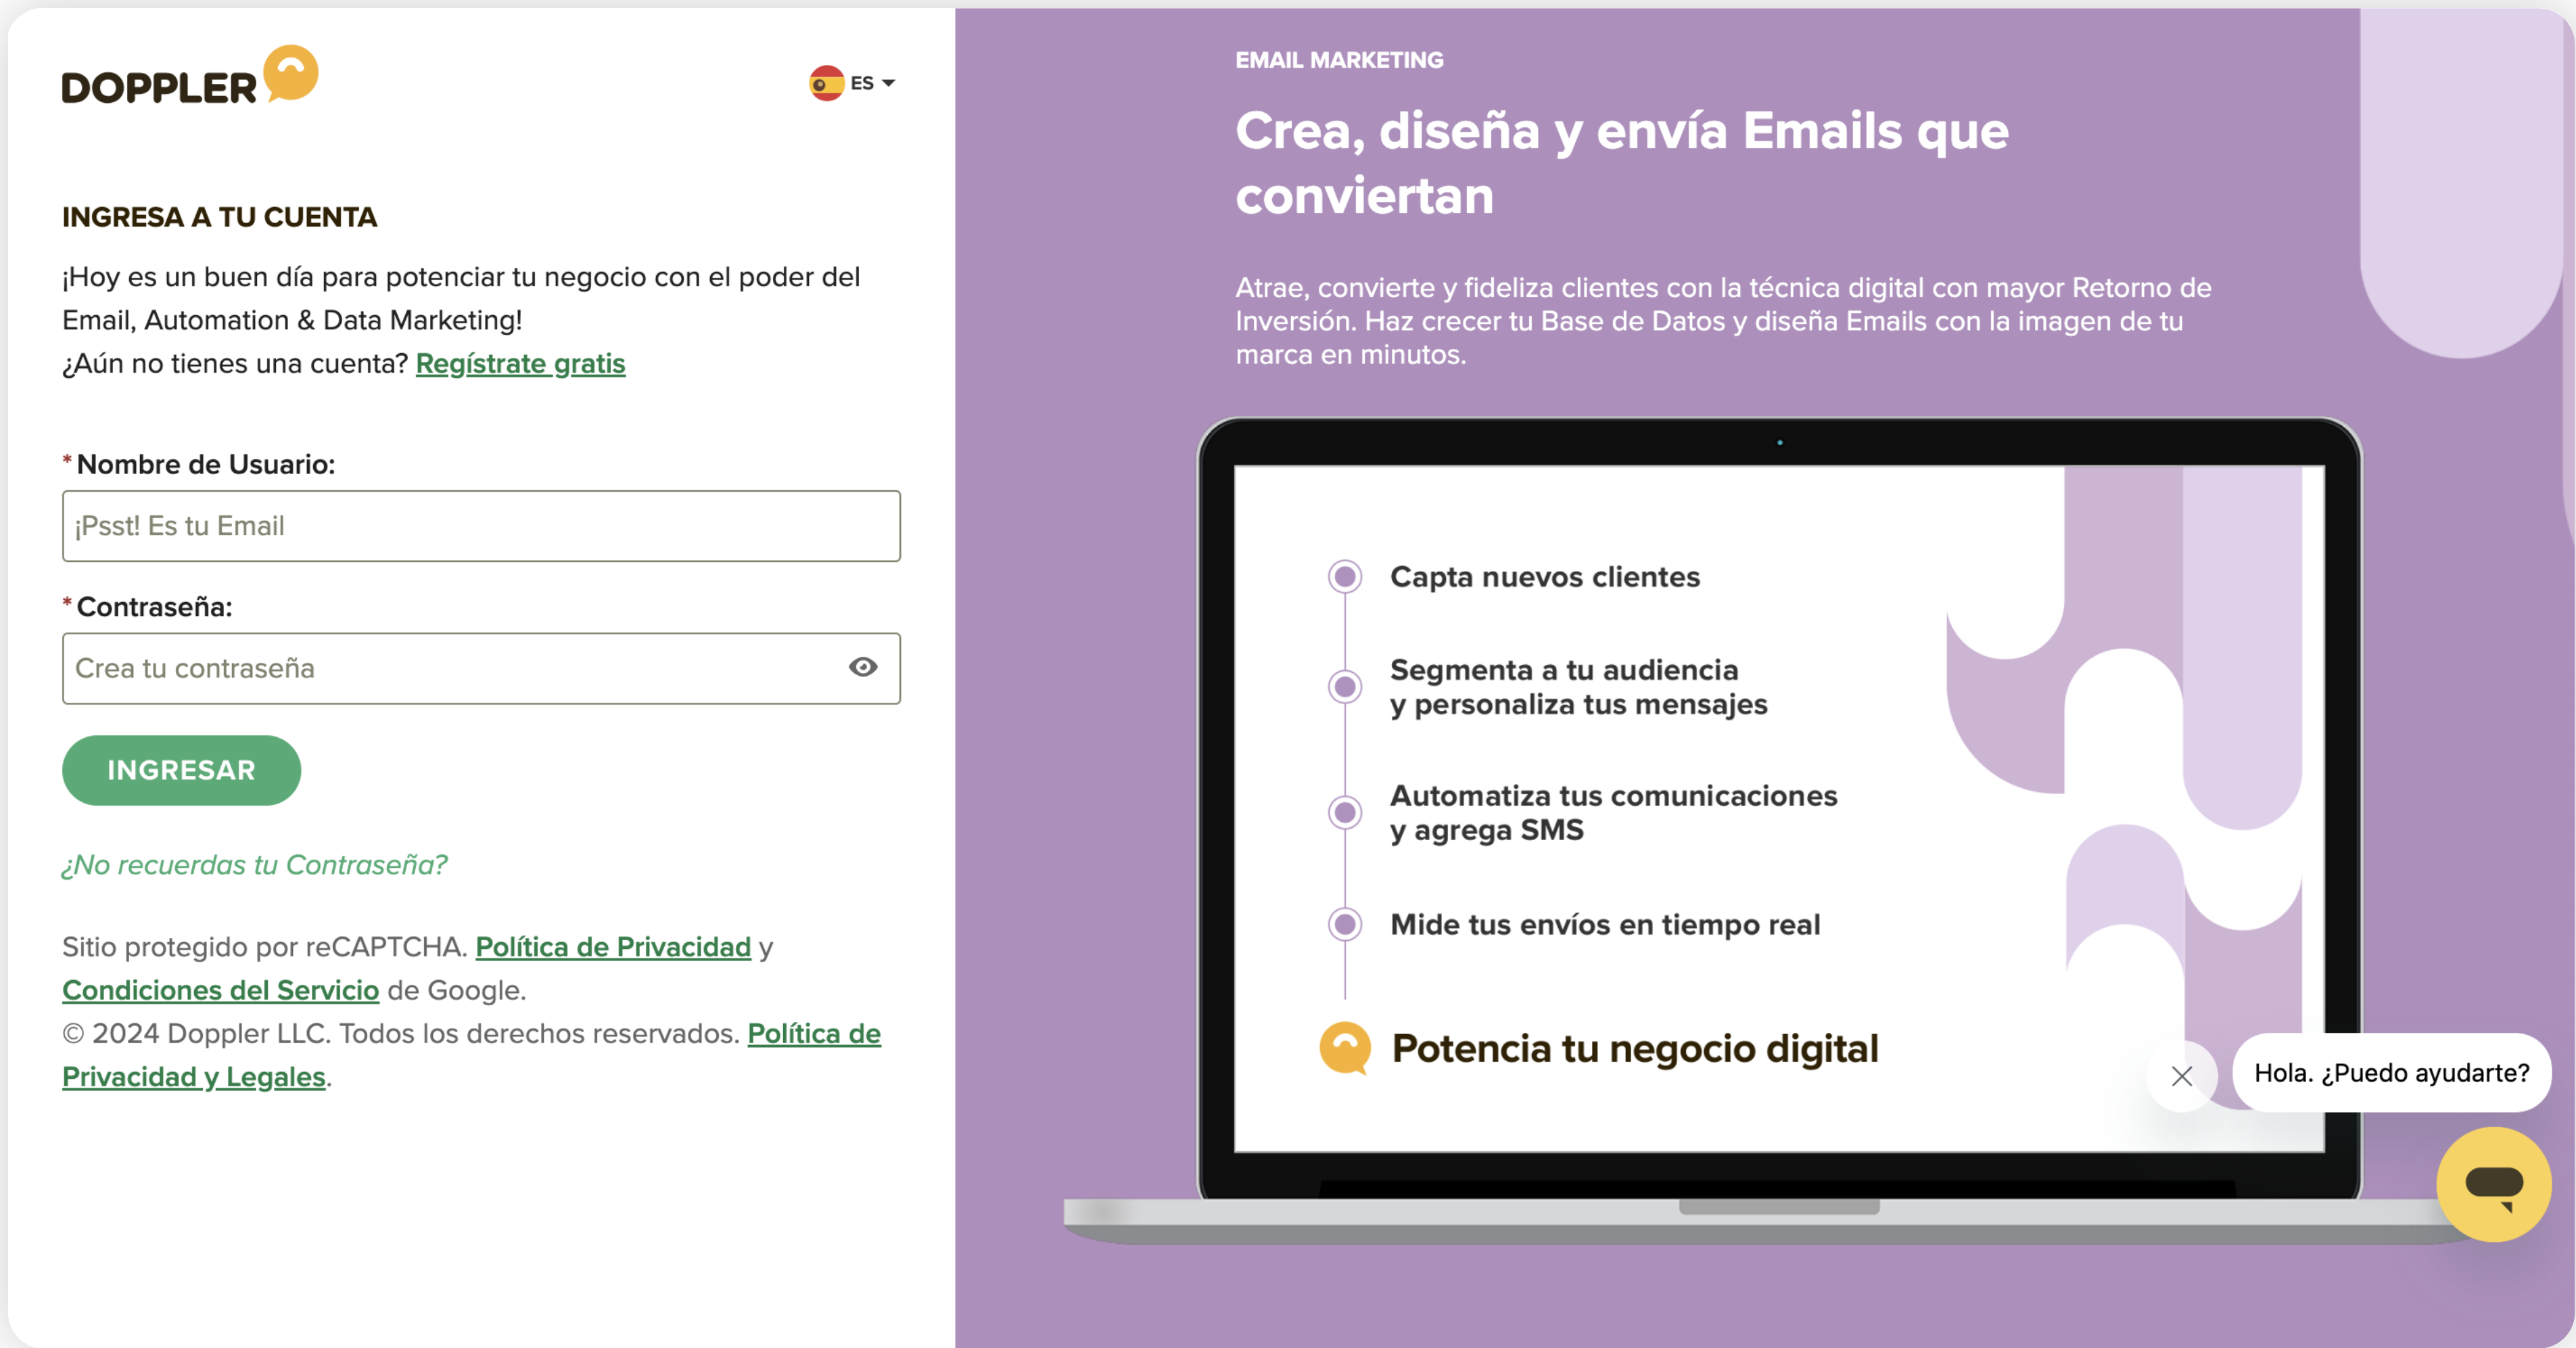 DOPPLER
ES
INGRESA A TU CUENTA
¡Hoy es un buen día para potenciar tu negocio con el poder del
Email, Automation & Data Marketing!
¿Aún no tienes una cuenta? Regístrate gratis
*Nombre de Usuario:
¡Psst! Es tu Email
*Contraseña:
Crea tu contraseña
INGRESAR
¿No recuerdas tu Contraseña?
Sitio protegido por reCAPTCHA. Política de Privacidad y
Condiciones del Servicio de Google.
© 2024 Doppler LLC. Todos los derechos reservados. Política de
Privacidad y Legales.
EMAIL MARKETING
Crea, diseña y envía Emails que
conviertan
Atrae, convierte y fideliza clientes con la técnica digital con mayor Retorno de
Inversión. Haz crecer tu Base de Datos y diseña Emails con la imagen de tu
marca en minutos.
Capta nuevos clientes
Segmenta a tu audiencia
y personaliza tus mensajes
Automatiza tus comunicaciones
y agrega SMS
Mide tus envíos en tiempo real
Potencia tu negocio digital
Hola. ¿Puedo ayudarte?